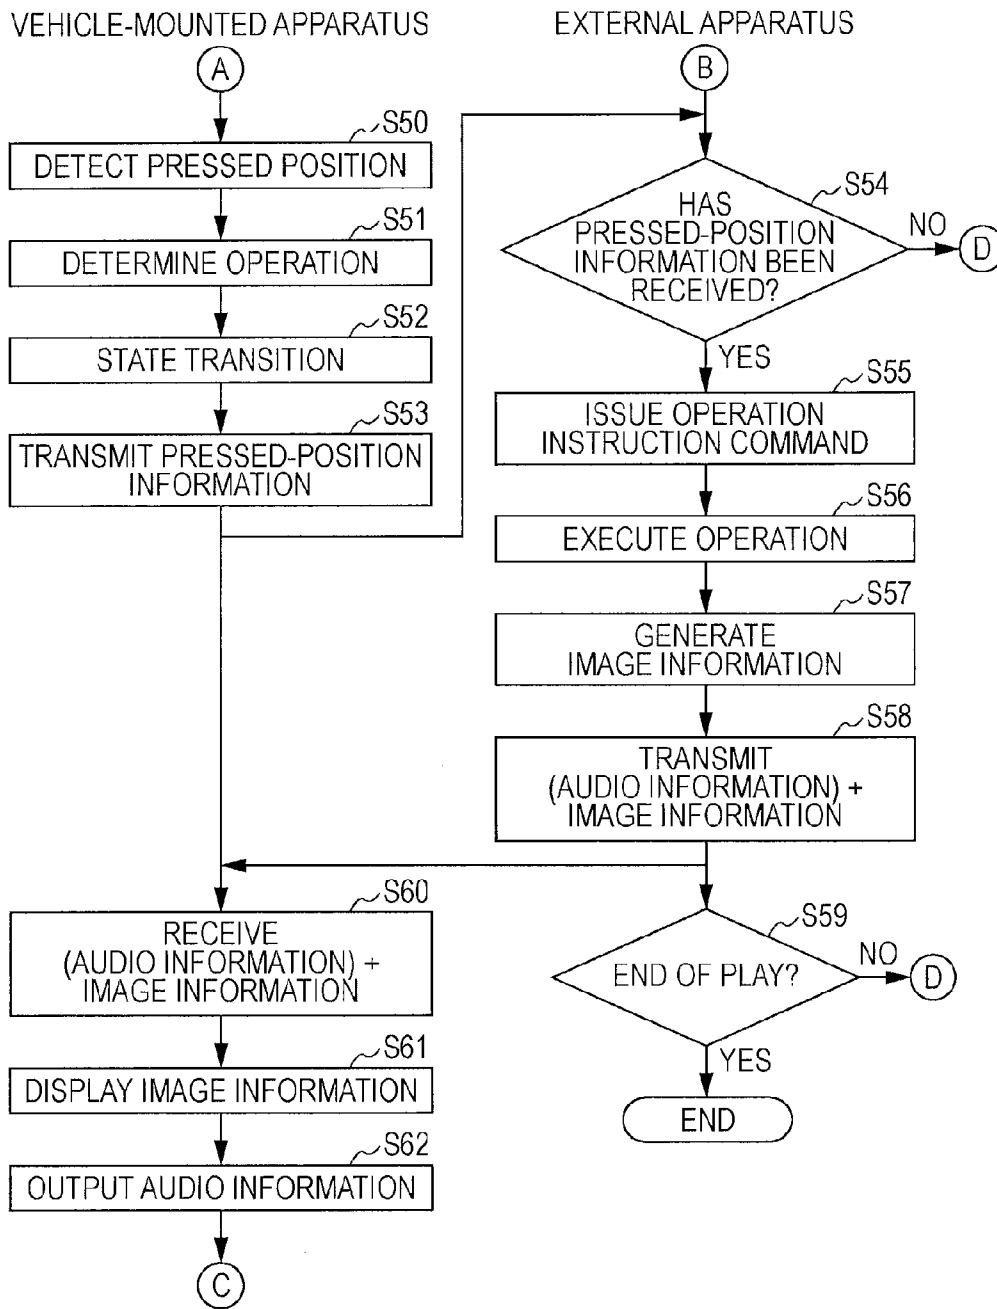 VEHICLE-MOUNTED APPARATUS
A
S50
DETECT PRESSED POSITION
S51
DETERMINE OPERATION
S52
STATE TRANSITION
S53
TRANSMIT PRESSED-POSITION
INFORMATION
EXTERNAL APPARATUS
B
S54
HAS
PRESSED-POSITION
INFORMATION BEEN
RECEIVED?
NO
D
YES
S55
ISSUE OPERATION
INSTRUCTION COMMAND
S56
EXECUTE OPERATION
S57
GENERATE
IMAGE INFORMATION
S58
TRANSMIT
(AUDIO INFORMATION) +
IMAGE INFORMATION
S59
END OF PLAY?
NO
D
YES
END
S60
RECEIVE
(AUDIO INFORMATION) +
IMAGE INFORMATION
S61
DISPLAY IMAGE INFORMATION
S62
OUTPUT AUDIO INFORMATION
C